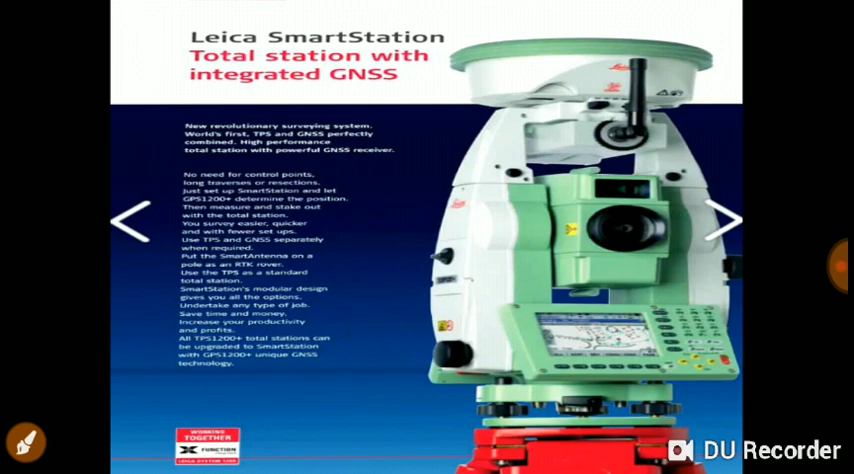 Leica SmartStation
Total station with
integrated GNSS
New revolutionary surveying system.
World's first, TPS and GNSS perfectly
combined. High performance
total station with powerful GNSS receiver.
No need for control points,
long traverses or resections.
Just set up SmartStation and let
GPS1200+ determine the position.
Then measure and stake out
with the total station.
You survey easier, quicker
and with fewer set ups.
Use TPS and GNSS separately
when required.
Put the SmartAntenna on a
pole as an RTK rover.
Use the TPS as a standard
total station.
SmartStation's modular design
gives you all the options.
Undertake any type of job.
Save time and money.
Increase your productivity
and profits.
All TPS1200+ total stations can
be upgraded to SmartStation
with GPS1200+ unique GNSS
technology.
WORKING
TOGETHER
X FUNCTION
LEICA SYSTEM 1200
Leica
DU Recorder